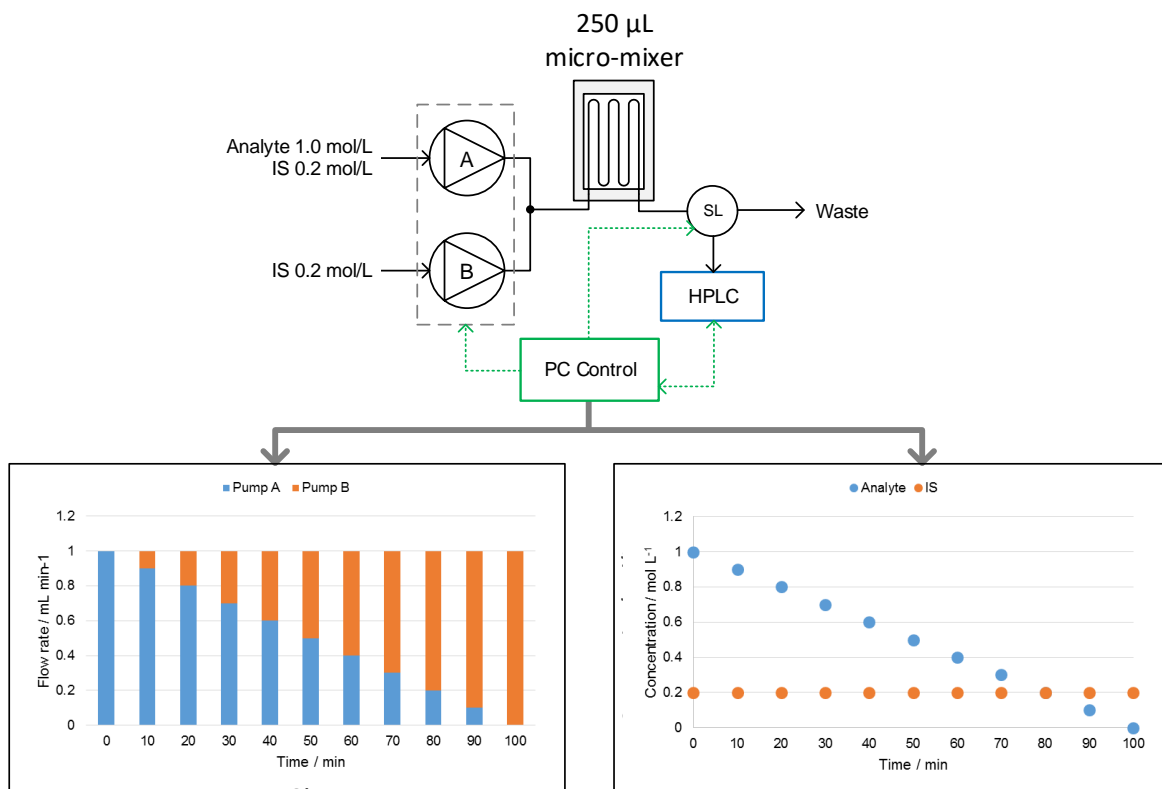 250 µL
micro-mixer
Analyte 1.0 mol/L
IS 0.2 mol/L
A
SL
Waste
IS 0.2 mol/L
B
HPLC
PC Control
Pump A Pump B
Flow rate / mL min-1
1.2
1
0.8
0.6
0.4
0.2
0
0 10 20 30 40 50 60 70 80 90 100
Time / min
Analyte IS
Concentration / mol L-1
1.2
1
0.8
0.6
0.4
0.2
0
0 10 20 30 40 50 60 70 80 90 100
Time / min